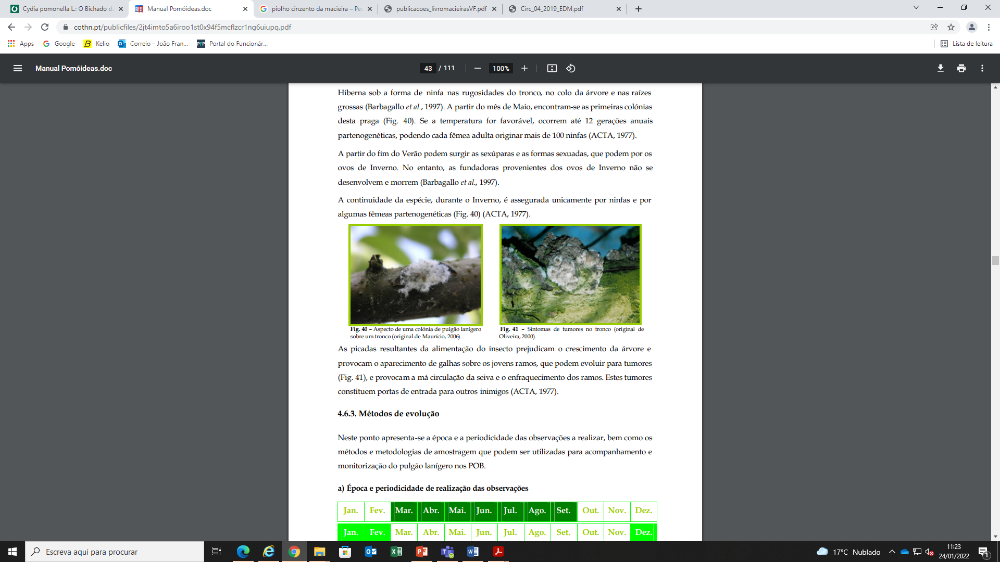 Cydia pomonella L.: O Bichado d
Manual Pomóideas.doc
piolho cinzento da macieira – Pes
publicacoes_livromacieirasVF.pdf
Circ_04_2019_EDM.pdf
cothn.pt/publicfiles/2jt4imto5a6iroo1st0x94f5mcflzcr1ng6uiupq.pdf
Apps
Google
Kelio
Correio – João Fran...
PFP Portal do Funcionár...
Lista de leitura
Manual Pomóideas.doc
43 / 111
100%
Hiberna sob a forma de ninfa nas rugosidades do tronco, no colo da árvore e nas raízes
grossas (Barbagallo et al., 1997). A partir do mês de Maio, encontram-se as primeiras colónias
desta praga (Fig. 40). Se a temperatura for favorável, ocorrem até 12 gerações anuais
partenogenéticas, podendo cada fêmea adulta originar mais de 100 ninfas (ACTA, 1977).
A partir do fim do Verão podem surgir as sexúparas e as formas sexuadas, que podem por os
ovos de Inverno. No entanto, as fundadoras provenientes dos ovos de Inverno não se
desenvolvem e morrem (Barbagallo et al., 1997).
A continuidade da espécie, durante o Inverno, é assegurada unicamente por ninfas e por
algumas fêmeas partenogenéticas (Fig. 40) (ACTA, 1977).
Fig. 40 – Aspecto de uma colónia de pulgão lanígero
sobre um tronco (original de Maurício, 2006).
Fig. 41 – Sintomas de tumores no tronco (original de
Oliveira, 2000).
As picadas resultantes da alimentação do insecto prejudicam o crescimento da árvore e
provocam o aparecimento de galhas sobre os jovens ramos, que podem evoluir para tumores
(Fig. 41), e provocam a má circulação da seiva e o enfraquecimento dos ramos. Estes tumores
constituem portas de entrada para outros inimigos (ACTA, 1977).
4.6.3. Métodos de evolução
Neste ponto apresenta-se a época e a periodicidade das observações a realizar, bem como os
métodos e metodologias de amostragem que podem ser utilizadas para acompanhamento e
monitorização do pulgão lanígero nos POB.
a) Época e periodicidade de realização das observações
Jan. Fev. Mar. Abr. Mai. Jun. Jul. Ago. Set. Out. Nov. Dez.
Jan. Fev. Mar. Abr. Mai. Jun. Jul. Ago. Set. Out. Nov. Dez.
Escreva aqui para procurar
17°C Nublado
11:23
24/01/2022
1